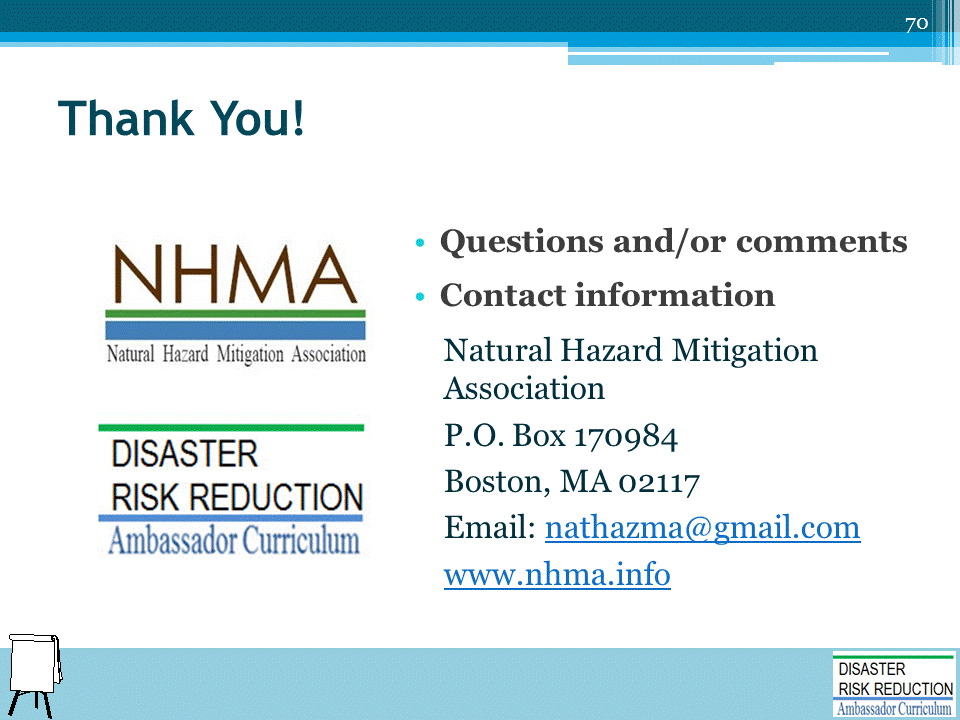 70
Thank You!
NHMA
Natural Hazard Mitigation Association
DISASTER
RISK REDUCTION
Ambassador Curriculum
• Questions and/or comments
• Contact information
Natural Hazard Mitigation
Association
P.O. Box 170984
Boston, MA 02117
Email: nathazma@gmail.com
www.nhma.info
DISASTER
RISK REDUCTION
Ambassador Curriculum